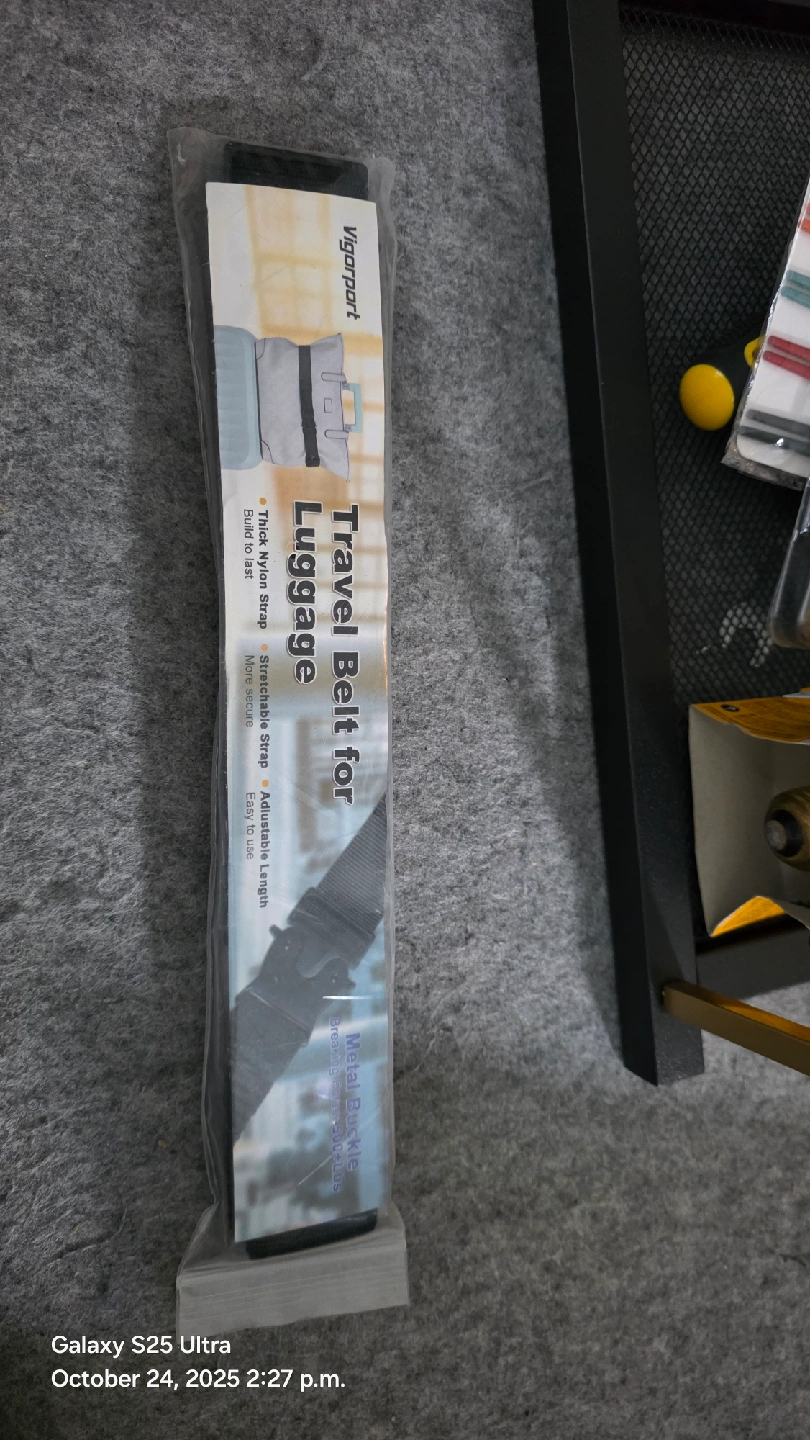 Vigorport
Travel Belt for
Luggage
Thick Nylon Strap
Build to last
Stretchable Strap
More secure
Adjustable Length
Easy to use
Metal Buckle
Breaking
Galaxy S25 Ultra
October 24, 2025 2:27 p.m.